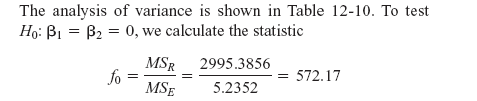 The analysis of variance is shown in Table 12-10. To test
H₀: β₁ = β₂ = 0, we calculate the statistic
f₀ = MS_R / MS_E = 2995.3856 / 5.2352 = 572.17